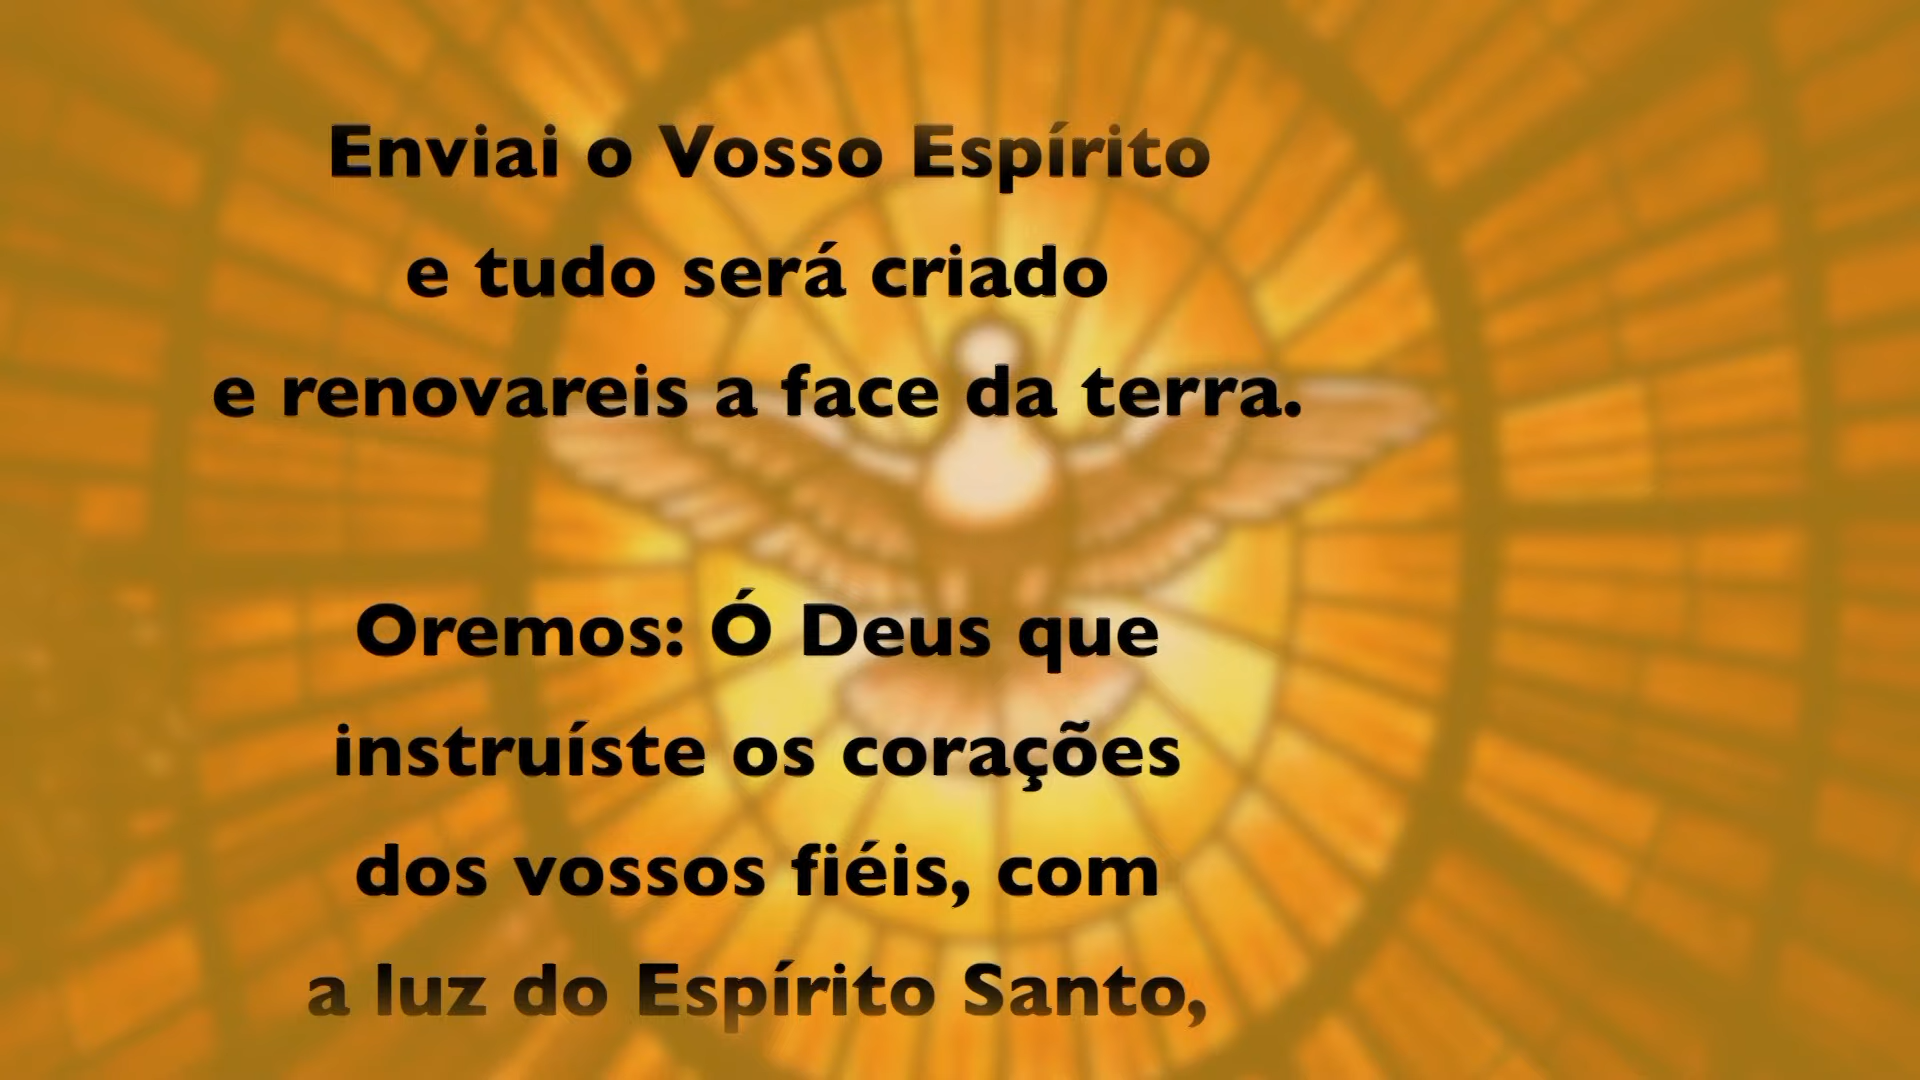 Enviai o Vosso Espírito
e tudo será criado
e renovareis a face da terra.
Oremos: Ó Deus que
instruíste os corações
dos vossos fiéis, com
a luz do Espírito Santo,